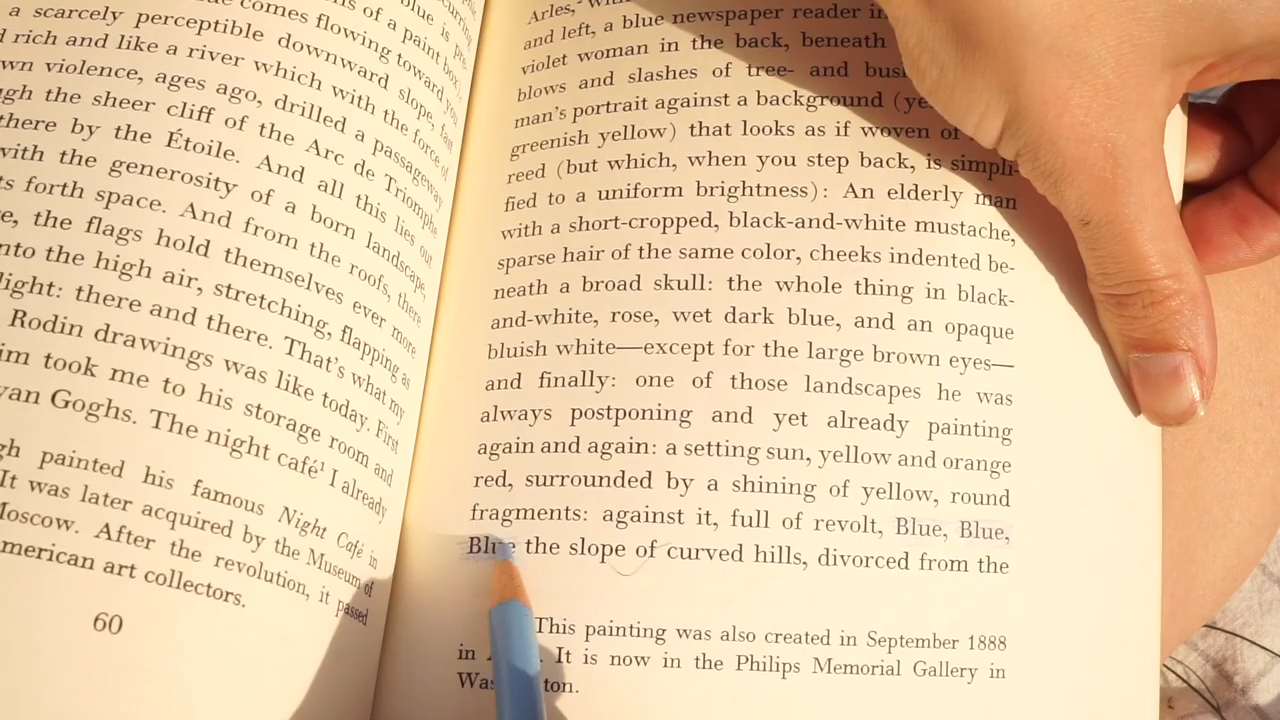 comes flowing toward you
a scarcely perceptible downward slope, fast
rich and like a river which with the force of
own violence, ages ago, drilled a passageway
the sheer cliff of the Arc de Triomphe
there by the Étoile. And all this lies out
with the generosity of a born landscape,
forth space. And from the roofs, there
the flags hold themselves ever more
into the high air, stretching, flapping as
light: there and there. That's what my
Rodin drawings was like today. First
took me to his storage room and
van Goghs. The night café¹ I already
painted his famous Night Café in
It was later acquired by the Museum of
Moscow. After the revolution, it passed
American art collectors.
60
Arles,
and left, a blue newspaper reader in
violet woman in the back, beneath
blows and slashes of tree- and
man's portrait against a background
greenish yellow) that looks as if woven of
reed (but which, when you step back, is simpli-
fied to a uniform brightness): An elderly man
with a short-cropped, black-and-white mustache,
sparse hair of the same color, cheeks indented be-
neath a broad skull: the whole thing in black-
and-white, rose, wet dark blue, and an opaque
bluish white—except for the large brown eyes—
and finally: one of those landscapes he was
always postponing and yet already painting
again and again: a setting sun, yellow and orange
red, surrounded by a shining of yellow, round
fragments: against it, full of revolt, Blue, Blue,
Blue the slope of curved hills, divorced from the
This painting was also created in September 1888
in It is now in the Philips Memorial Gallery in